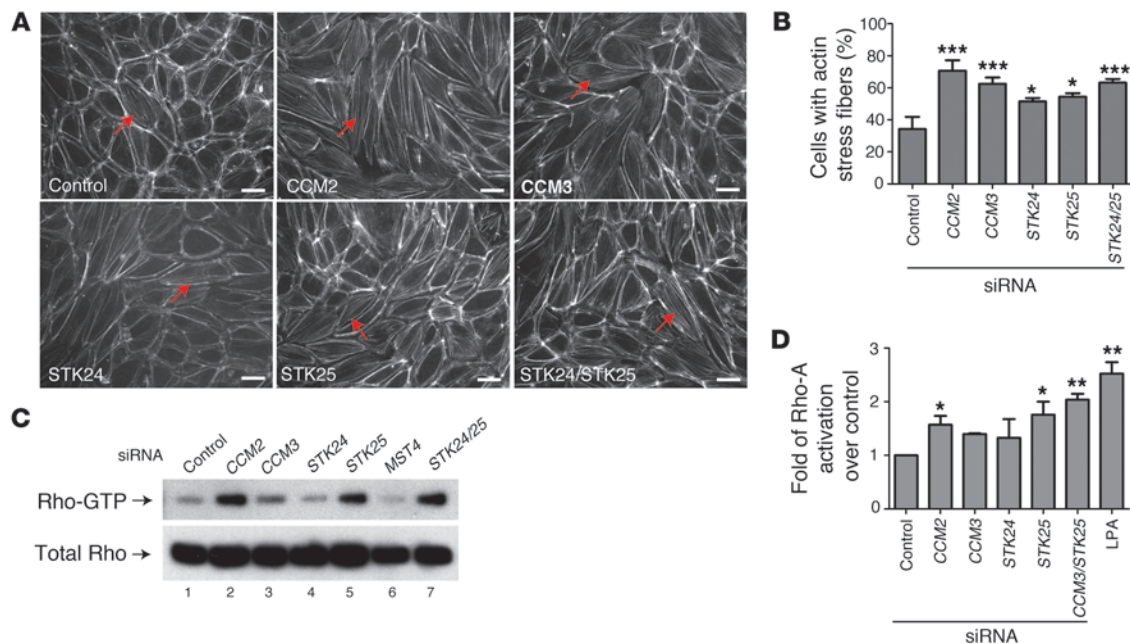 A
Control
CCM2
CCM3
STK24
STK25
STK24/STK25
B
Cells with actin
stress fibers (%)
100
80
60
40
20
0
***
***
*
*
***
Control
CCM2
CCM3
STK24
STK25
STK24/25
siRNA
C
siRNA
Control
CCM2
CCM3
STK24
STK25
MST4
STK24/25
Rho-GTP →
Total Rho →
1 2 3 4 5 6 7
D
Fold of Rho-A
activation
over control
3
2
1
0
*
*
**
**
Control
CCM2
CCM3
STK24
STK25
CCM3/STK25
LPA
siRNA